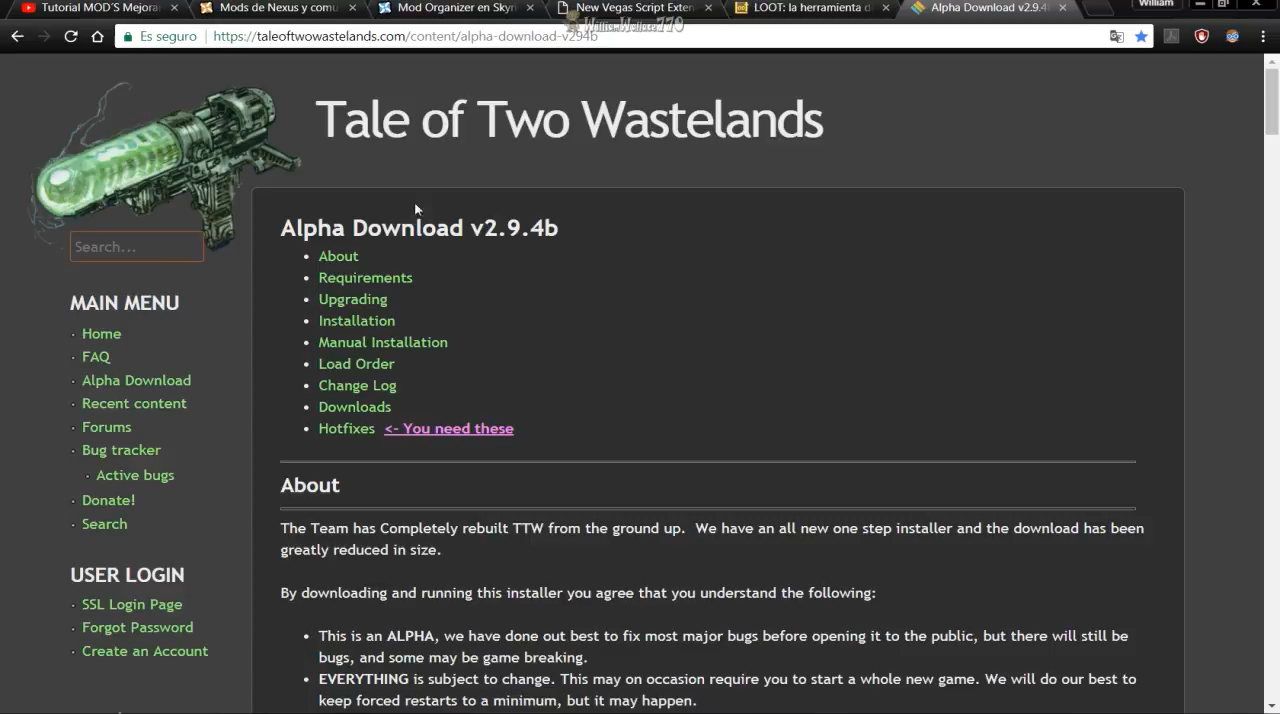 Tutorial MOD´S Mejora
Mods de Nexus y comu
Mod Organizer en Skyr
New Vegas Script Exten
LOOT: la herramienta d
Alpha Download v2.9.4
William
WilliamWallace770
Es seguro
https://taleoftwowastelands.com/content/alpha-download-v294b
Tale of Two Wastelands
Search...
MAIN MENU
· Home
· FAQ
· Alpha Download
· Recent content
· Forums
· Bug tracker
· Active bugs
· Donate!
· Search
USER LOGIN
· SSL Login Page
· Forgot Password
· Create an Account
Alpha Download v2.9.4b
• About
• Requirements
• Upgrading
• Installation
• Manual Installation
• Load Order
• Change Log
• Downloads
• Hotfixes <- You need these
About
The Team has Completely rebuilt TTW from the ground up. We have an all new one step installer and the download has been
greatly reduced in size.
By downloading and running this installer you agree that you understand the following:
• This is an ALPHA, we have done out best to fix most major bugs before opening it to the public, but there will still be
bugs, and some may be game breaking.
• EVERYTHING is subject to change. This may on occasion require you to start a whole new game. We will do our best to
keep forced restarts to a minimum, but it may happen.